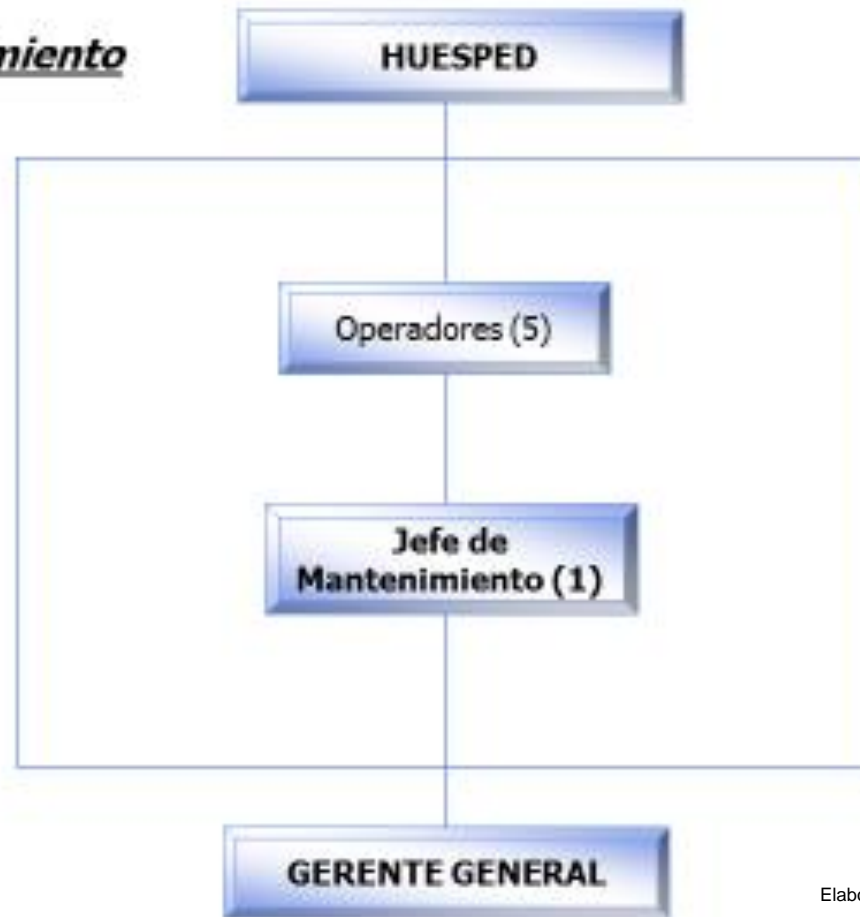 miento
HUESPED
Operadores (5)
Jefe de
Mantenimiento (1)
GERENTE GENERAL
Elabo